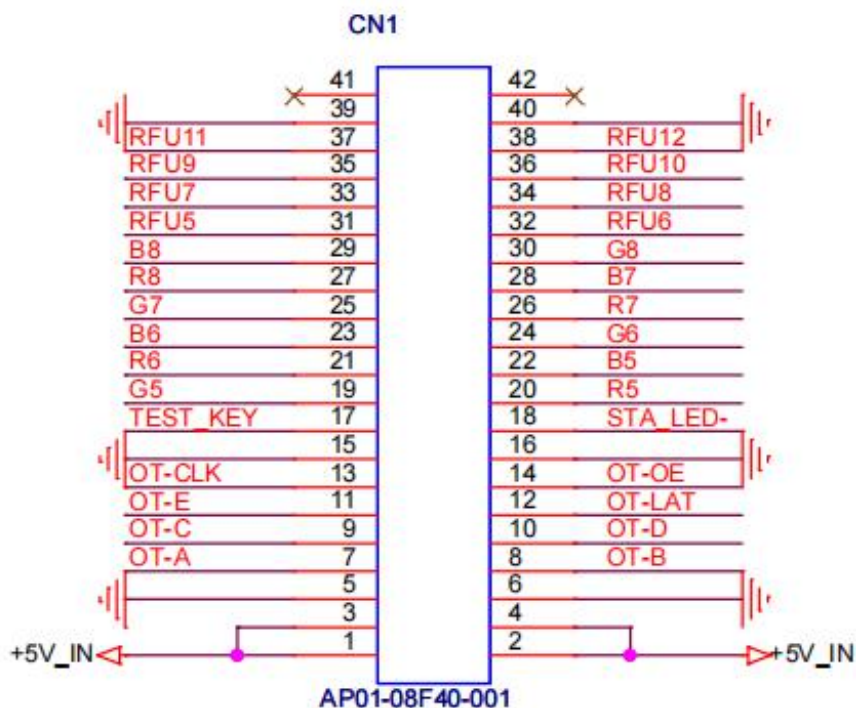 CN1
41 42
39 40
RFU11 37 38 RFU12
RFU9 35 36 RFU10
RFU7 33 34 RFU8
RFU5 31 32 RFU6
B8 29 30 G8
R8 27 28 B7
G7 25 26 R7
B6 23 24 G6
R6 21 22 B5
G5 19 20 R5
TEST_KEY 17 18 STA_LED-
15 16
OT-CLK 13 14 OT-OE
OT-E 11 12 OT-LAT
OT-C 9 10 OT-D
OT-A 7 8 OT-B
5 6
3 4
+5V_IN 1 2 +5V_IN
AP01-08F40-001